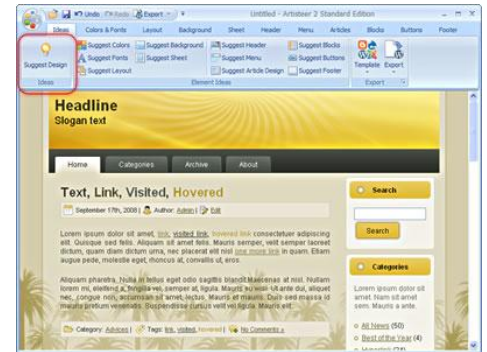 Undo Redo Export Untitled - Artisteer 2 Standard Edition
Ideas Colors & Fonts Layout Background Sheet Header Menu Articles Blocks Buttons Footer
Suggest Colors Suggest Background Suggest Header Suggest Blocks
Suggest Design Suggest Fonts Suggest Sheet Suggest Menu Suggest Buttons Template Export
Suggest Layout Suggest Article Design Suggest Footer
Ideas Element Ideas Export
Headline
Slogan text
Home Categories Archive About
Text, Link, Visited, Hovered
September 17th, 2008 | Author: Admin | Edit
Lorem ipsum dolor sit amet, link, visited link, hovered link consectetuer adipiscing
elit. Quisque sed felis. Aliquam sit amet felis. Mauris semper, velit semper laoreet
dictum, quam diam dictum urna, nec placerat elit nisl one more link in quam. Etiam
augue pede, molestie eget, rhoncus at, convallis ut, eros.
Aliquam pharetra. Nulla in tellus eget odio sagittis blandit. Maecenas at nisl. Nullam
lorem mi, eleifend a, fringilla vel, semper at, ligula. Mauris eu wisi. Ut ante dui, aliquet
nec, congue non, accumsan sit amet, lectus. Mauris et mauris. Duis sed massa id
mauris pretium venenatis. Suspendisse cursus velit vel ligula. Mauris elit.
Category: Advices | Tags: link, visited, hovered | No Comments »
Search
Search
Categories
Lorem ipsum dolor sit
amet. Nam sit amet
sem. Mauris a ante.
All News (50)
Best of the Year (4)
Hyperlink (24)